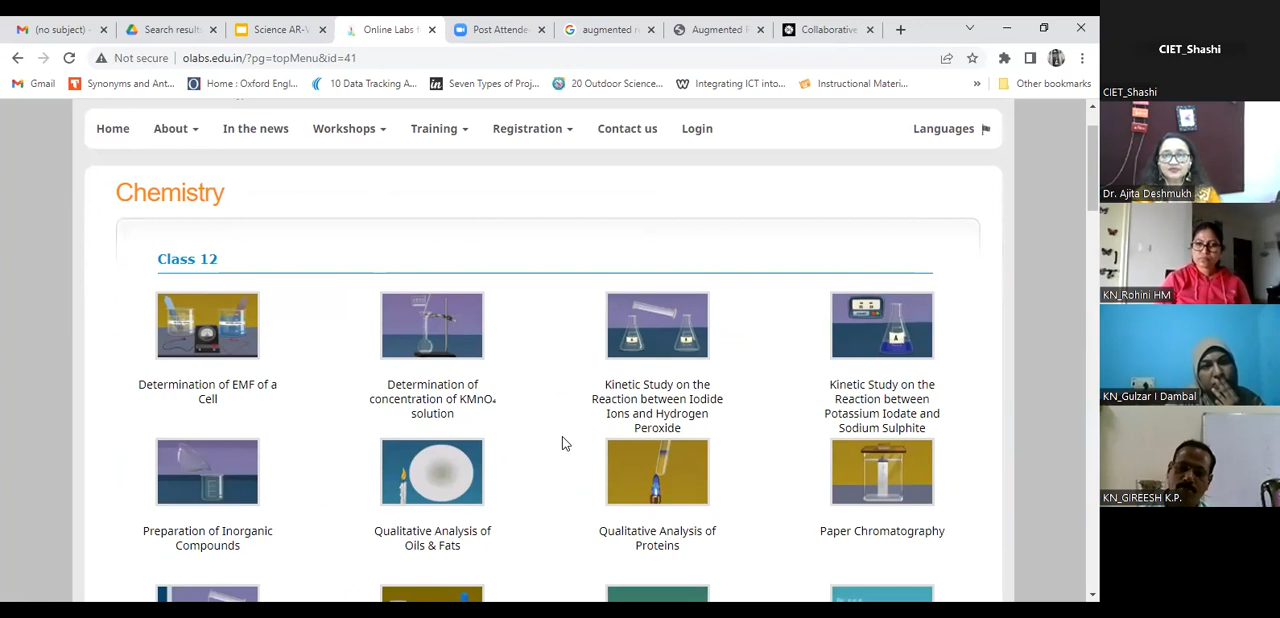 (no subject) -
Search results
Science AR-V
Online Labs f
Post Attende
augmented r
Augmented R
Collaborative
Not secure
olabs.edu.in/?pg=topMenu&id=41
Gmail
Synonyms and Ant...
Home : Oxford Engl...
10 Data Tracking A...
Seven Types of Proj...
20 Outdoor Science...
Integrating ICT into...
Instructional Materi...
»
Other bookmarks
Home
About
In the news
Workshops
Training
Registration
Contact us
Login
Languages
Chemistry
Class 12
Determination of EMF of a
Cell
Determination of
concentration of KMnO₄
solution
Kinetic Study on the
Reaction between Iodide
Ions and Hydrogen
Peroxide
Kinetic Study on the
Reaction between
Potassium Iodate and
Sodium Sulphite
Preparation of Inorganic
Compounds
Qualitative Analysis of
Oils & Fats
Qualitative Analysis of
Proteins
Paper Chromatography
CIET_Shashi
CIET_Shashi
Dr. Ajita Deshmukh
KN_Rohini HM
KN_Gulzar I Dambal
KN_GIREESH K.P.